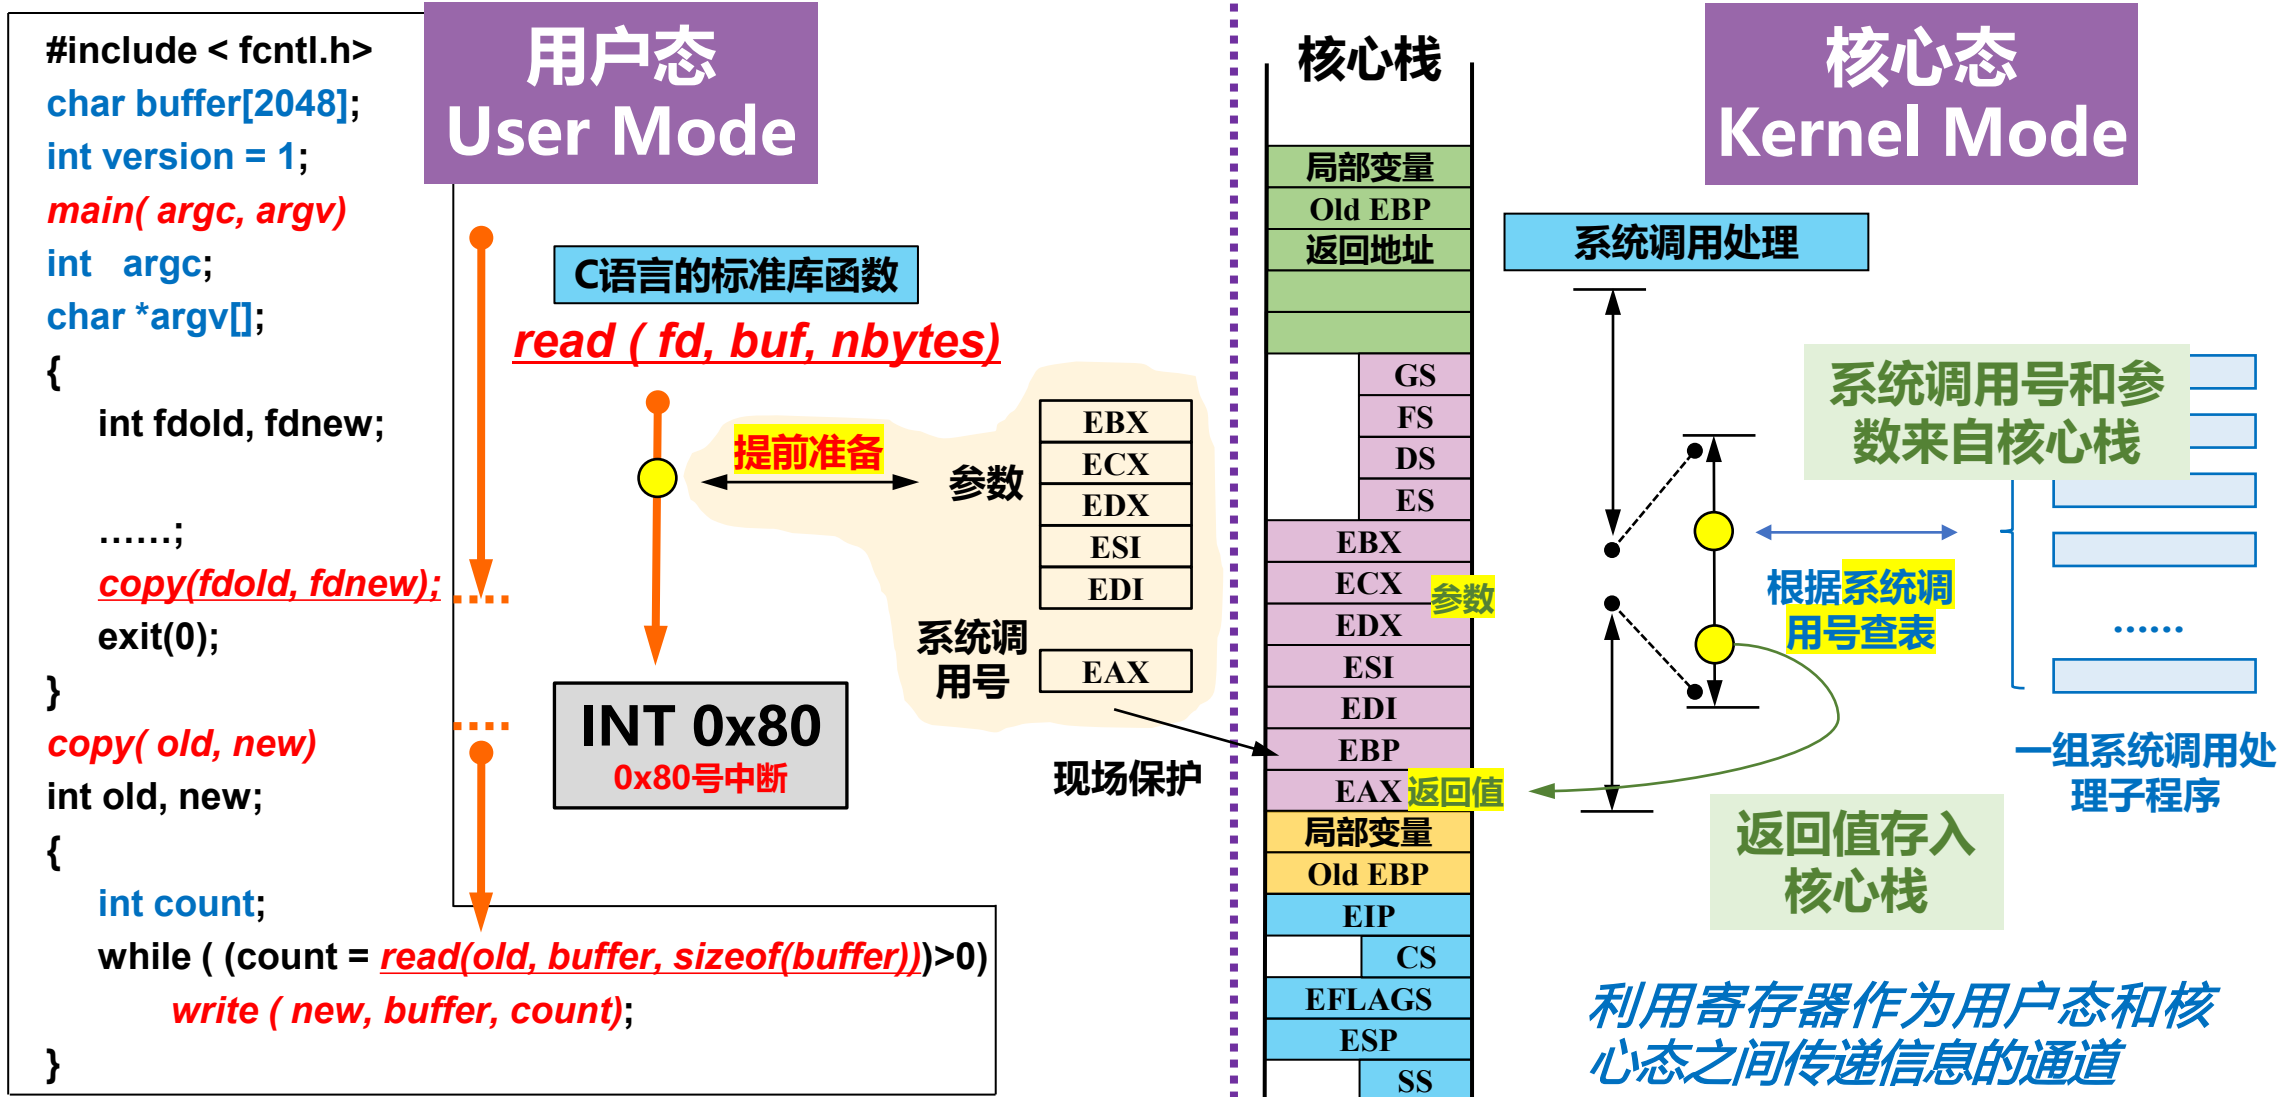 #include < fcntl.h>
char buffer[2048];
int version = 1;
main( argc, argv)
int argc;
char *argv[];
{
int fdold, fdnew;
……;
copy(fdold, fdnew);
exit(0);
}
copy( old, new)
int old, new;
{
int count;
while ( (count = read(old, buffer, sizeof(buffer)))>0)
write ( new, buffer, count);
}
用户态
User Mode
C语言的标准库函数
read ( fd, buf, nbytes)
提前准备
参数
EBX
ECX
EDX
ESI
EDI
系统调
用号
EAX
INT 0x80
0x80号中断
现场保护
核心栈
局部变量
Old EBP
返回地址
GS
FS
DS
ES
EBX
ECX
参数
EDX
ESI
EDI
EBP
EAX
返回值
局部变量
Old EBP
EIP
CS
EFLAGS
ESP
SS
核心态
Kernel Mode
系统调用处理
系统调用号和参
数来自核心栈
根据系统调
用号查表
……
一组系统调用处
理子程序
返回值存入
核心栈
利用寄存器作为用户态和核
心态之间传递信息的通道